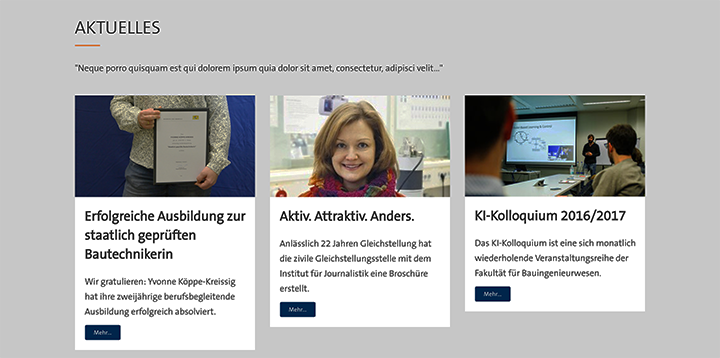 AKTUELLES
"Neque porro quisquam est qui dolorem ipsum quia dolor sit amet, consectetur, adipisci velit..."
Erfolgreiche Ausbildung zur
staatlich geprüften
Bautechnikerin
Wir gratulieren: Yvonne Köppe-Kreissig
hat ihre zweijährige berufsbegleitende
Ausbildung erfolgreich absolviert.
Mehr...
Aktiv. Attraktiv. Anders.
Anlässlich 22 Jahren Gleichstellung hat
die zivile Gleichstellungsstelle mit dem
Institut für Journalistik eine Broschüre
erstellt.
Mehr...
KI-Kolloquium 2016/2017
Das KI-Kolloquium ist eine sich monatlich
wiederholende Veranstaltungsreihe der
Fakultät für Bauingenieurwesen.
Mehr...